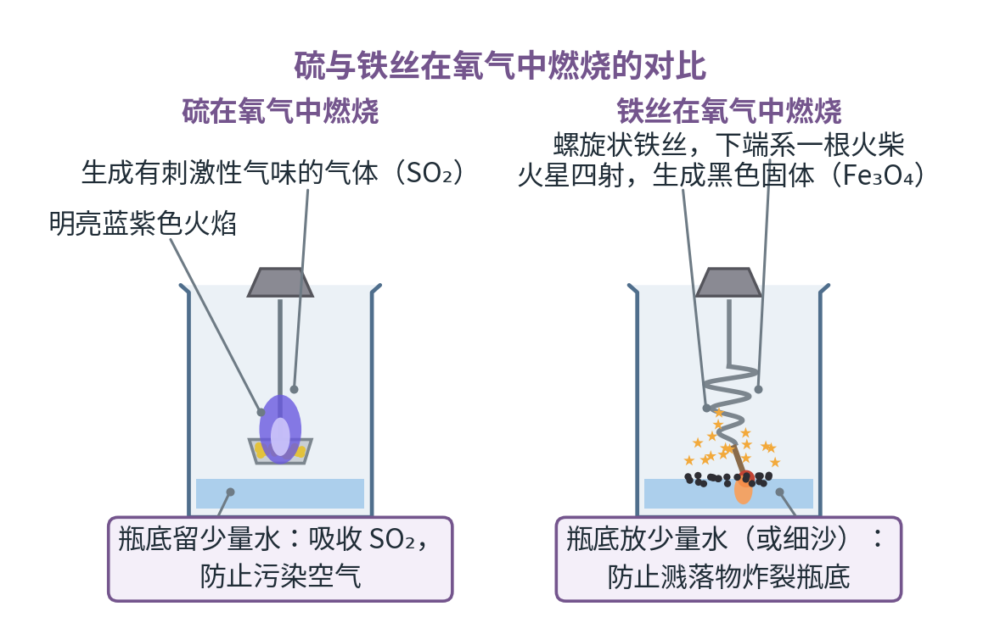 硫与铁丝在氧气中燃烧的对比
硫在氧气中燃烧
生成有刺激性气味的气体（SO₂）
明亮蓝紫色火焰
瓶底留少量水：吸收 SO₂，
防止污染空气
铁丝在氧气中燃烧
螺旋状铁丝，下端系一根火柴
火星四射，生成黑色固体（Fe₃O₄）
瓶底放少量水（或细沙）：
防止溅落物炸裂瓶底